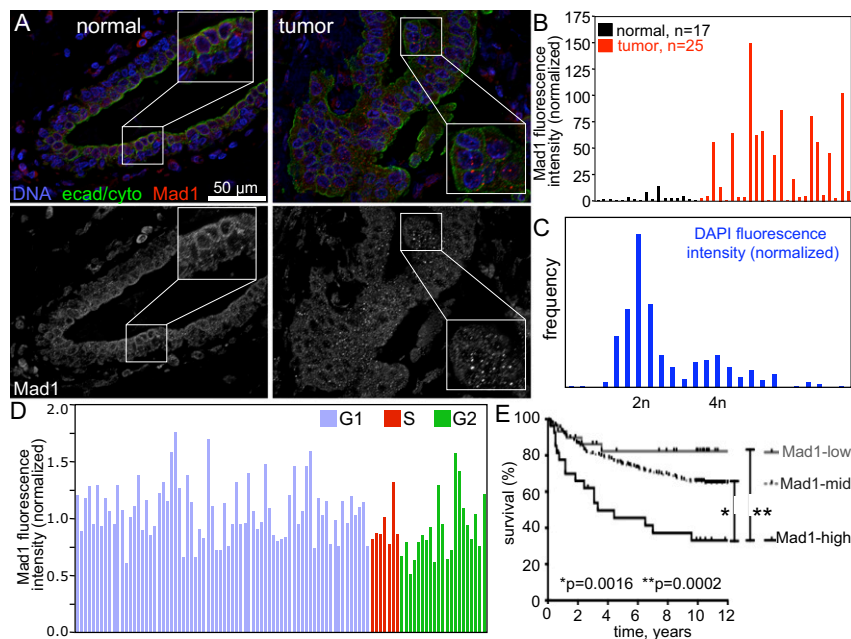 A
normal
tumor
DNA ecad/cyto Mad1
50 µm
Mad1
B
Mad1 fluorescence
intensity (normalized)
175
150
125
100
75
50
25
0
normal, n=17
tumor, n=25
C
DAPI fluorescence
intensity (normalized)
frequency
2n
4n
D
Mad1 fluorescence
intensity (normalized)
2.0
1.5
1.0
0.5
0.0
G1
S
G2
E
survival (%)
100
80
60
40
20
0
0 2 4 6 8 10 12
time, years
Mad1-low
Mad1-mid
Mad1-high
* **
*p=0.0016 **p=0.0002